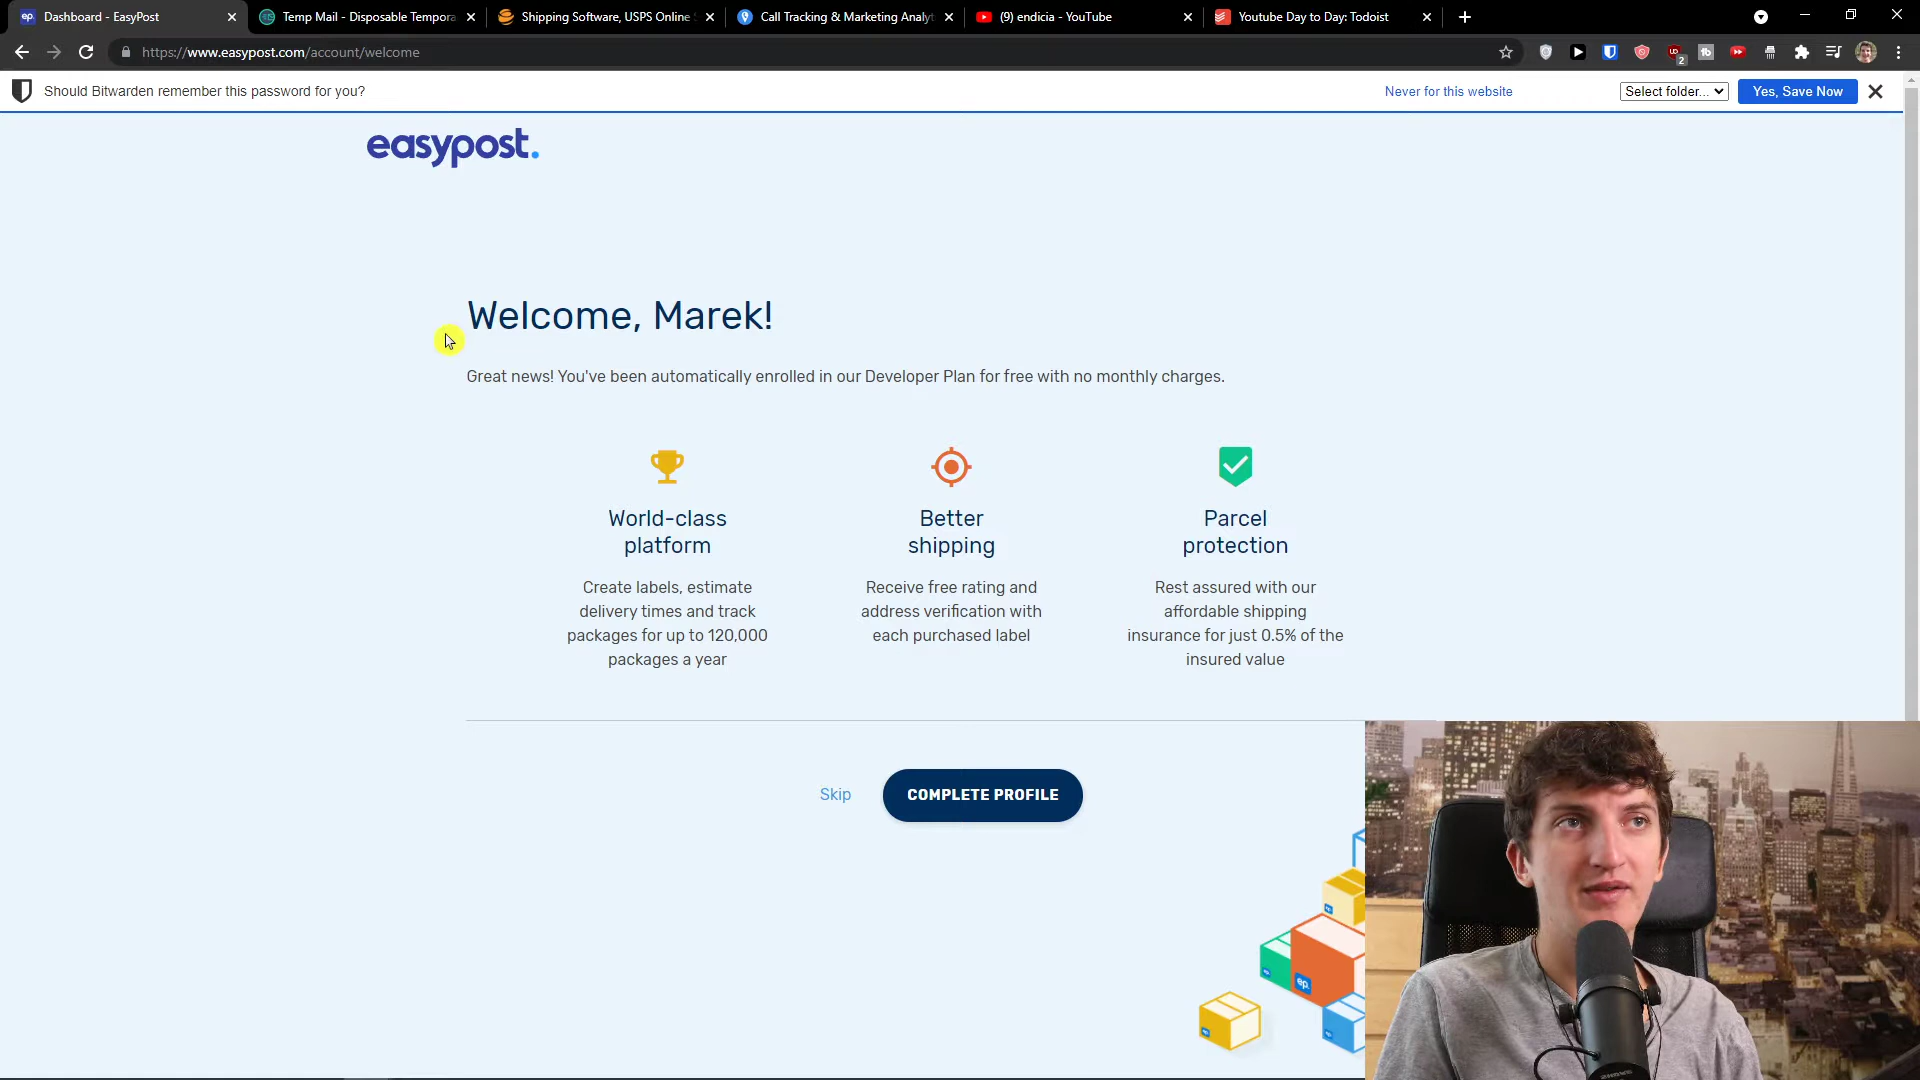 Dashboard - EasyPost
Temp Mail - Disposable Tempora
Shipping Software, USPS Online
Call Tracking & Marketing Analyt
(9) endicia - YouTube
Youtube Day to Day: Todoist
https://www.easypost.com/account/welcome
Should Bitwarden remember this password for you?
Never for this website
Select folder...
Yes, Save Now
easypost.
Welcome, Marek!
Great news! You've been automatically enrolled in our Developer Plan for free with no monthly charges.
World-class
platform
Create labels, estimate
delivery times and track
packages for up to 120,000
packages a year
Better
shipping
Receive free rating and
address verification with
each purchased label
Parcel
protection
Rest assured with our
affordable shipping
insurance for just 0.5% of the
insured value
Skip
COMPLETE PROFILE
ep.